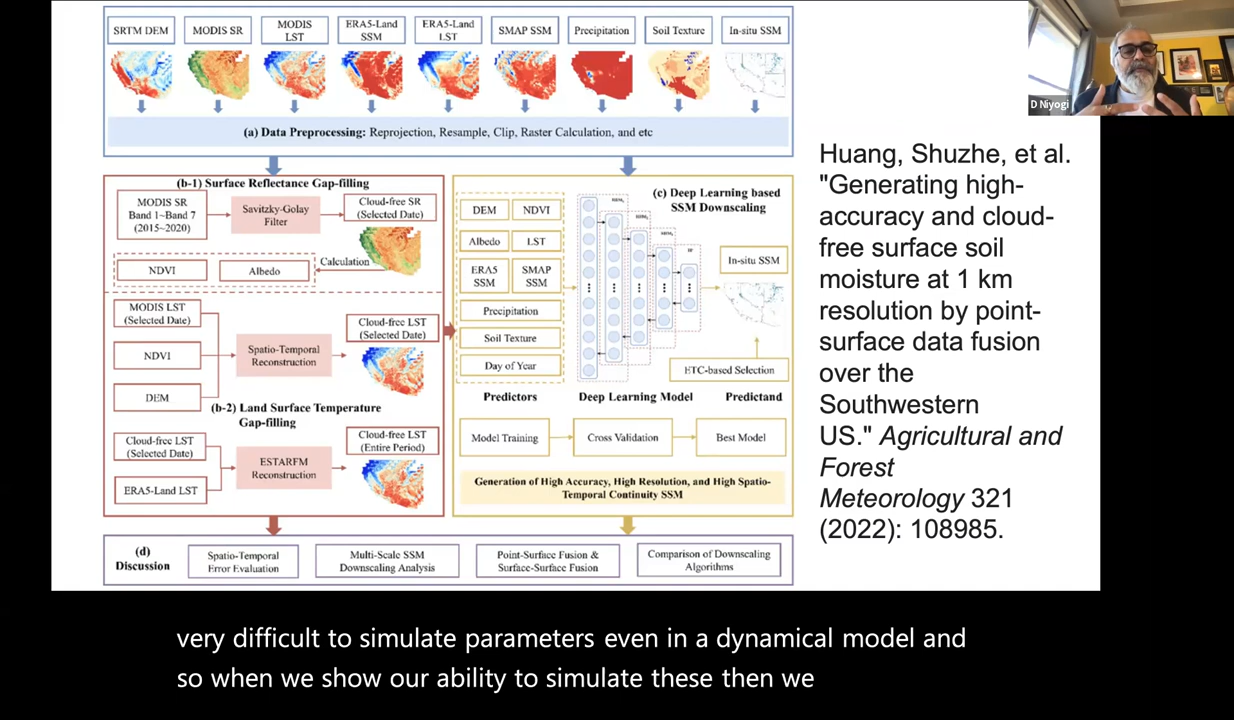 SRTM DEM
MODIS SR
MODIS
LST
ERA5-Land
SSM
ERA5-Land
LST
SMAP SSM
Precipitation
Soil Texture
In-situ SSM
(a) Data Preprocessing: Reprojection, Resample, Clip, Raster Calculation, and etc
(b-1) Surface Reflectance Gap-filling
MODIS SR
Band 1~Band 7
(2015~2020)
Savitzky-Golay
Filter
Cloud-free SR
(Selected Date)
NDVI
Albedo
Calculation
MODIS LST
(Selected Date)
NDVI
DEM
Spatio-Temporal
Reconstruction
Cloud-free LST
(Selected Date)
(b-2) Land Surface Temperature
Gap-filling
Cloud-free LST
(Selected Date)
ERA5-Land LST
ESTARFM
Reconstruction
Cloud-free LST
(Entire Period)
(c) Deep Learning based
SSM Downscaling
DEM
NDVI
Albedo
LST
ERA5
SSM
SMAP
SSM
Precipitation
Soil Texture
Day of Year
In-situ SSM
ETC-based Selection
Predictors
Deep Learning Model
Predictand
Model Training
Cross Validation
Best Model
Generation of High Accuracy, High Resolution, and High Spatio-
Temporal Continuity SSM
(d)
Discussion
Spatio-Temporal
Error Evaluation
Multi-Scale SSM
Downscaling Analysis
Point-Surface Fusion &
Surface-Surface Fusion
Comparison of Downscaling
Algorithms
D Niyogi
Huang, Shuzhe, et al.
"Generating high-
accuracy and cloud-
free surface soil
moisture at 1 km
resolution by point-
surface data fusion
over the
Southwestern
US." Agricultural and
Forest
Meteorology 321
(2022): 108985.
very difficult to simulate parameters even in a dynamical model and
so when we show our ability to simulate these then we